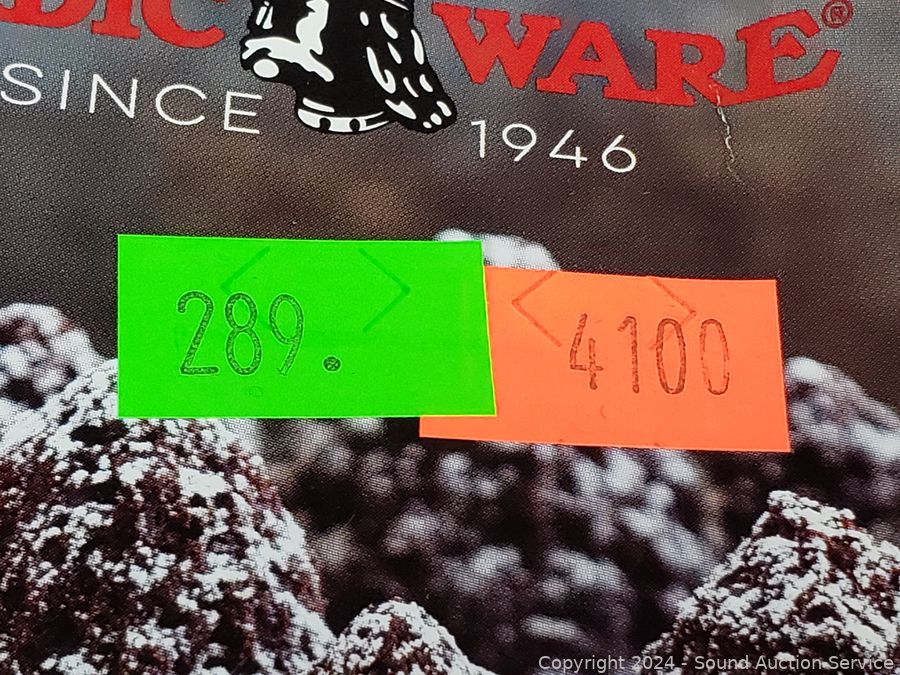 DIC WARE®
SINCE 1946
289.
4100
Copyright 2024 - Sound Auction Service